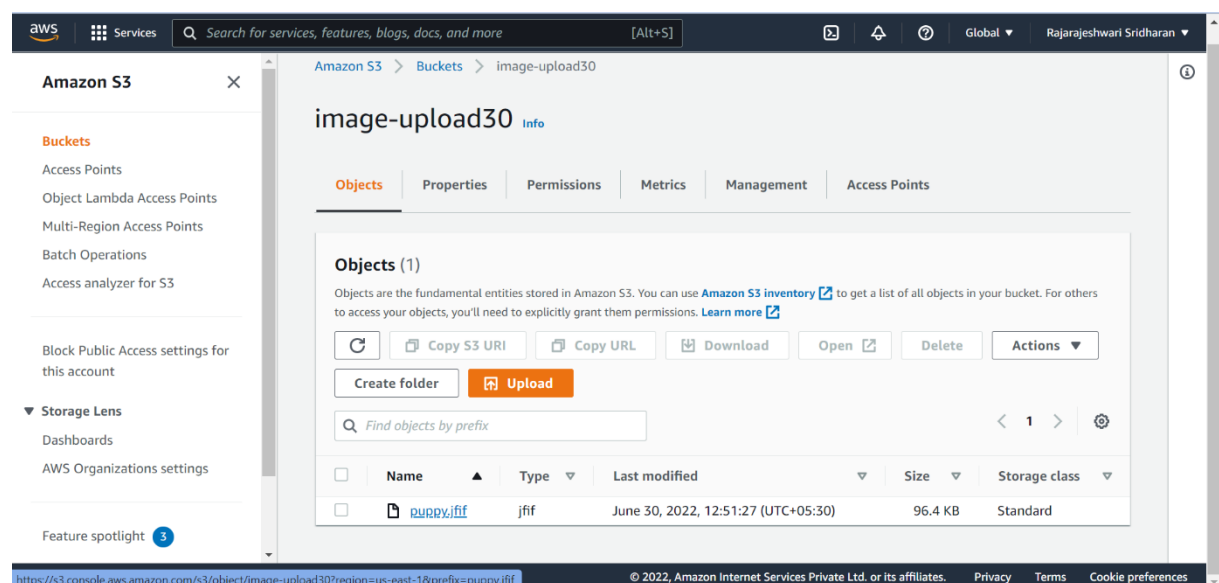 aws Services Search for services, features, blogs, docs, and more [Alt+S] Global ▼ Rajarajeshwari Sridharan ▼
Amazon S3
Buckets
Access Points
Object Lambda Access Points
Multi-Region Access Points
Batch Operations
Access analyzer for S3
Block Public Access settings for
this account
▼ Storage Lens
Dashboards
AWS Organizations settings
Feature spotlight 3
Amazon S3 > Buckets > image-upload30
image-upload30 Info
Objects Properties Permissions Metrics Management Access Points
Objects (1)
Objects are the fundamental entities stored in Amazon S3. You can use Amazon S3 inventory to get a list of all objects in your bucket. For others
to access your objects, you'll need to explicitly grant them permissions. Learn more
Copy S3 URI Copy URL Download Open Delete Actions ▼
Create folder Upload
Find objects by prefix < 1 >
Name ▲ Type Last modified Size Storage class
puppy.jfif jfif June 30, 2022, 12:51:27 (UTC+05:30) 96.4 KB Standard
https://s3.console.aws.amazon.com/s3/object/image-upload30?region=us-east-1&prefix=puppy.jfif © 2022, Amazon Internet Services Private Ltd. or its affiliates. Privacy Terms Cookie preferences